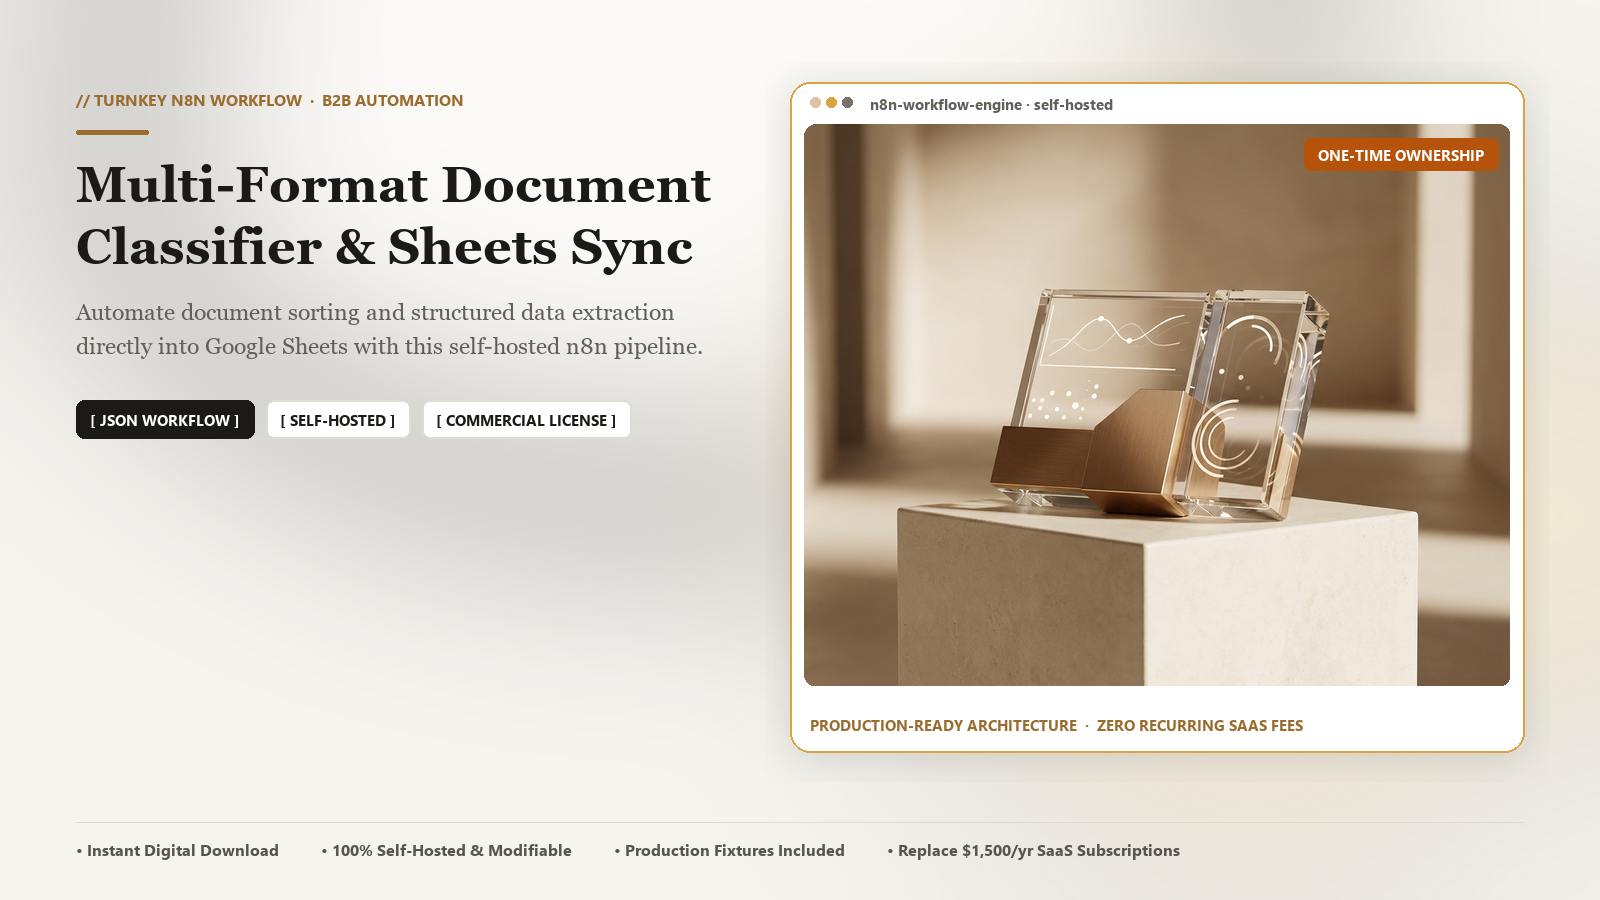 // TURNKEY N8N WORKFLOW · B2B AUTOMATION
Multi-Format Document
Classifier & Sheets Sync
Automate document sorting and structured data extraction
directly into Google Sheets with this self-hosted n8n pipeline.
[ JSON WORKFLOW ] [ SELF-HOSTED ] [ COMMERCIAL LICENSE ]
n8n-workflow-engine · self-hosted
ONE-TIME OWNERSHIP
PRODUCTION-READY ARCHITECTURE · ZERO RECURRING SAAS FEES
• Instant Digital Download • 100% Self-Hosted & Modifiable • Production Fixtures Included • Replace $1,500/yr SaaS Subscriptions